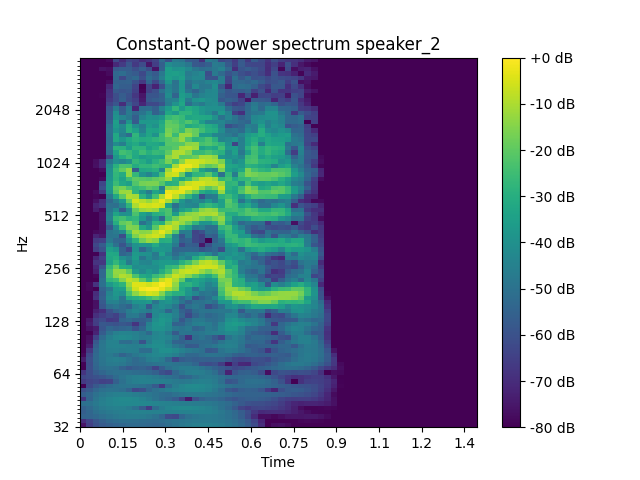 Constant-Q power spectrum speaker_2
Hz
2048
1024
512
256
128
64
32
0 0.15 0.3 0.45 0.6 0.75 0.9 1.1 1.2 1.4
Time
+0 dB
-10 dB
-20 dB
-30 dB
-40 dB
-50 dB
-60 dB
-70 dB
-80 dB